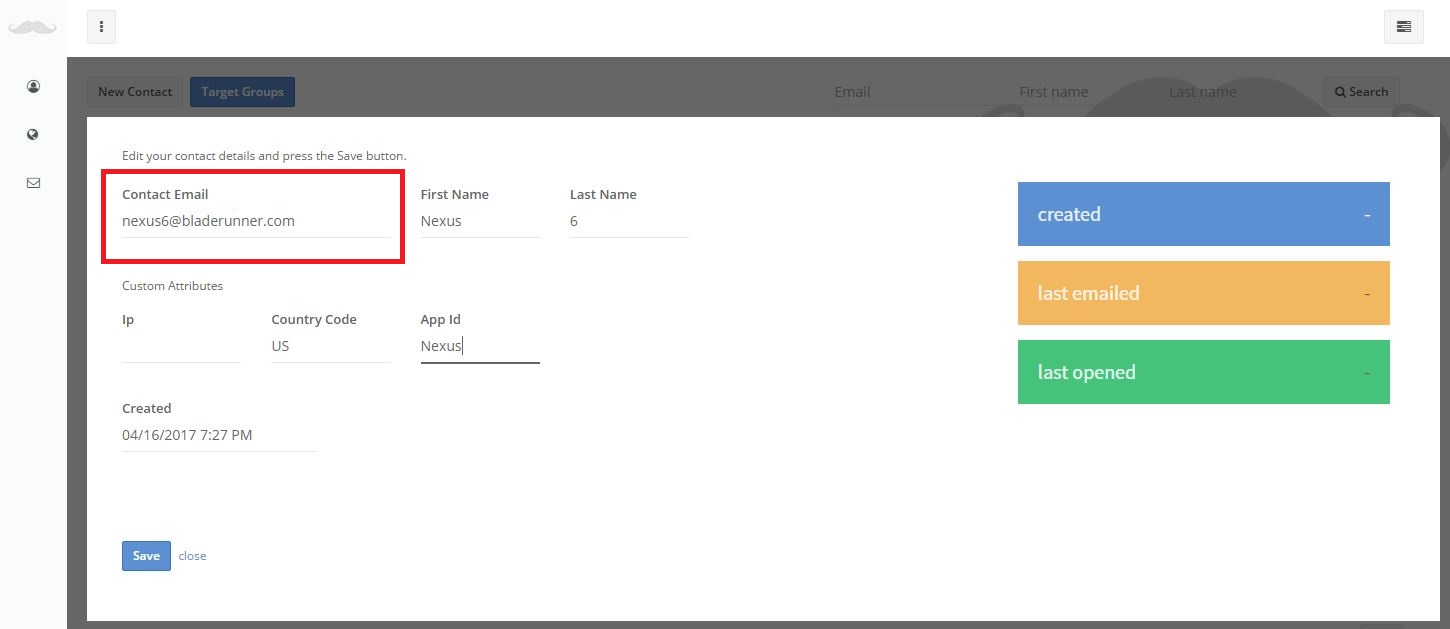 New Contact Target Groups Email First name Last name Search
Edit your contact details and press the Save button.
Contact Email First Name Last Name
nexus6@bladerunner.com Nexus 6
created -
last emailed -
last opened -
Custom Attributes
Ip Country Code App Id
US Nexus
Created
04/16/2017 7:27 PM
Save close